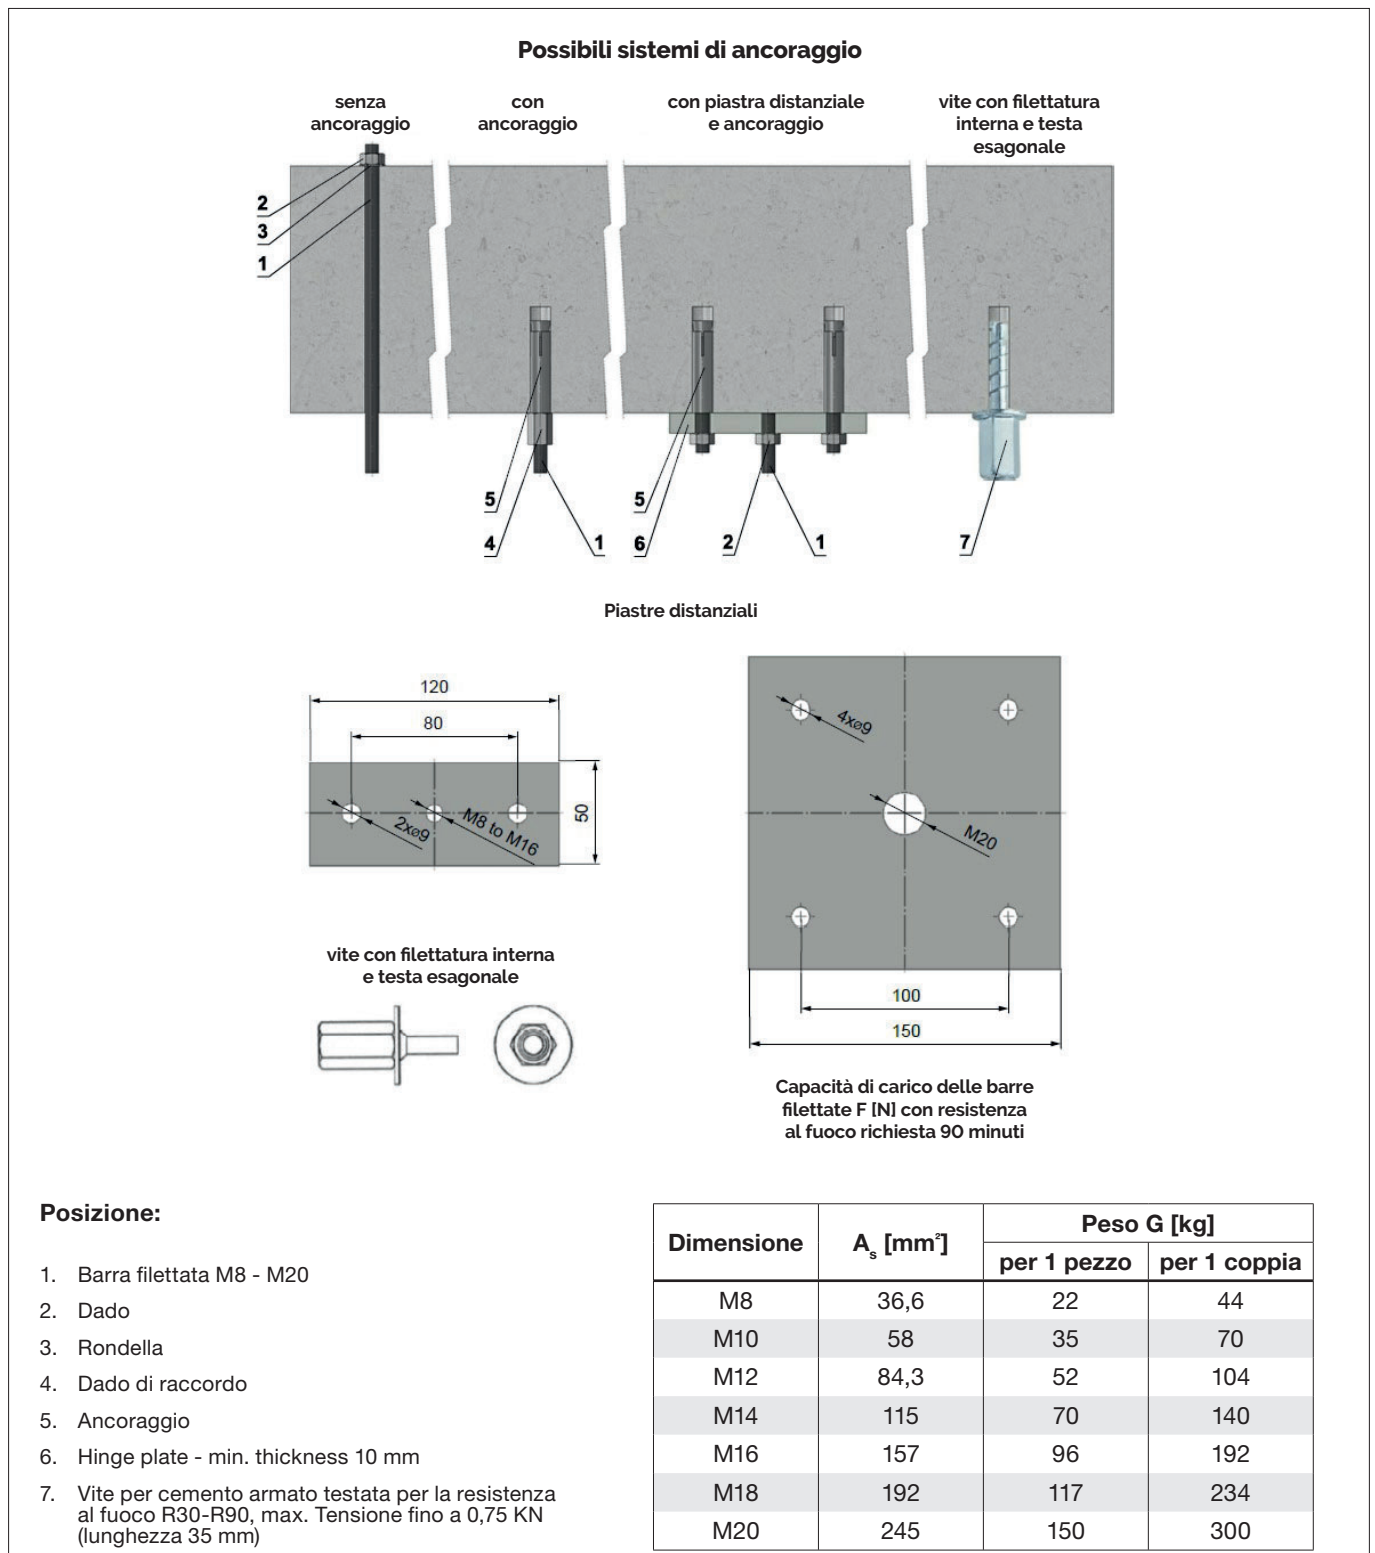 Possibili sistemi di ancoraggio
senza
ancoraggio
con
ancoraggio
con piastra distanziale
e ancoraggio
vite con filettatura
interna e testa
esagonale
2
3
1
5
4
1
5
6
2
1
7
Piastre distanziali
120
80
50
2xø9
M8 to M16
4xø9
M20
100
150
vite con filettatura interna
e testa esagonale
Capacità di carico delle barre
filettate F [N] con resistenza
al fuoco richiesta 90 minuti
Posizione:
1. Barra filettata M8 - M20
2. Dado
3. Rondella
4. Dado di raccordo
5. Ancoraggio
6. Hinge plate - min. thickness 10 mm
7. Vite per cemento armato testata per la resistenza
al fuoco R30-R90, max. Tensione fino a 0,75 KN
(lunghezza 35 mm)
Dimensione As [mm²] Peso G [kg]
per 1 pezzo per 1 coppia
M8 36,6 22 44
M10 58 35 70
M12 84,3 52 104
M14 115 70 140
M16 157 96 192
M18 192 117 234
M20 245 150 300